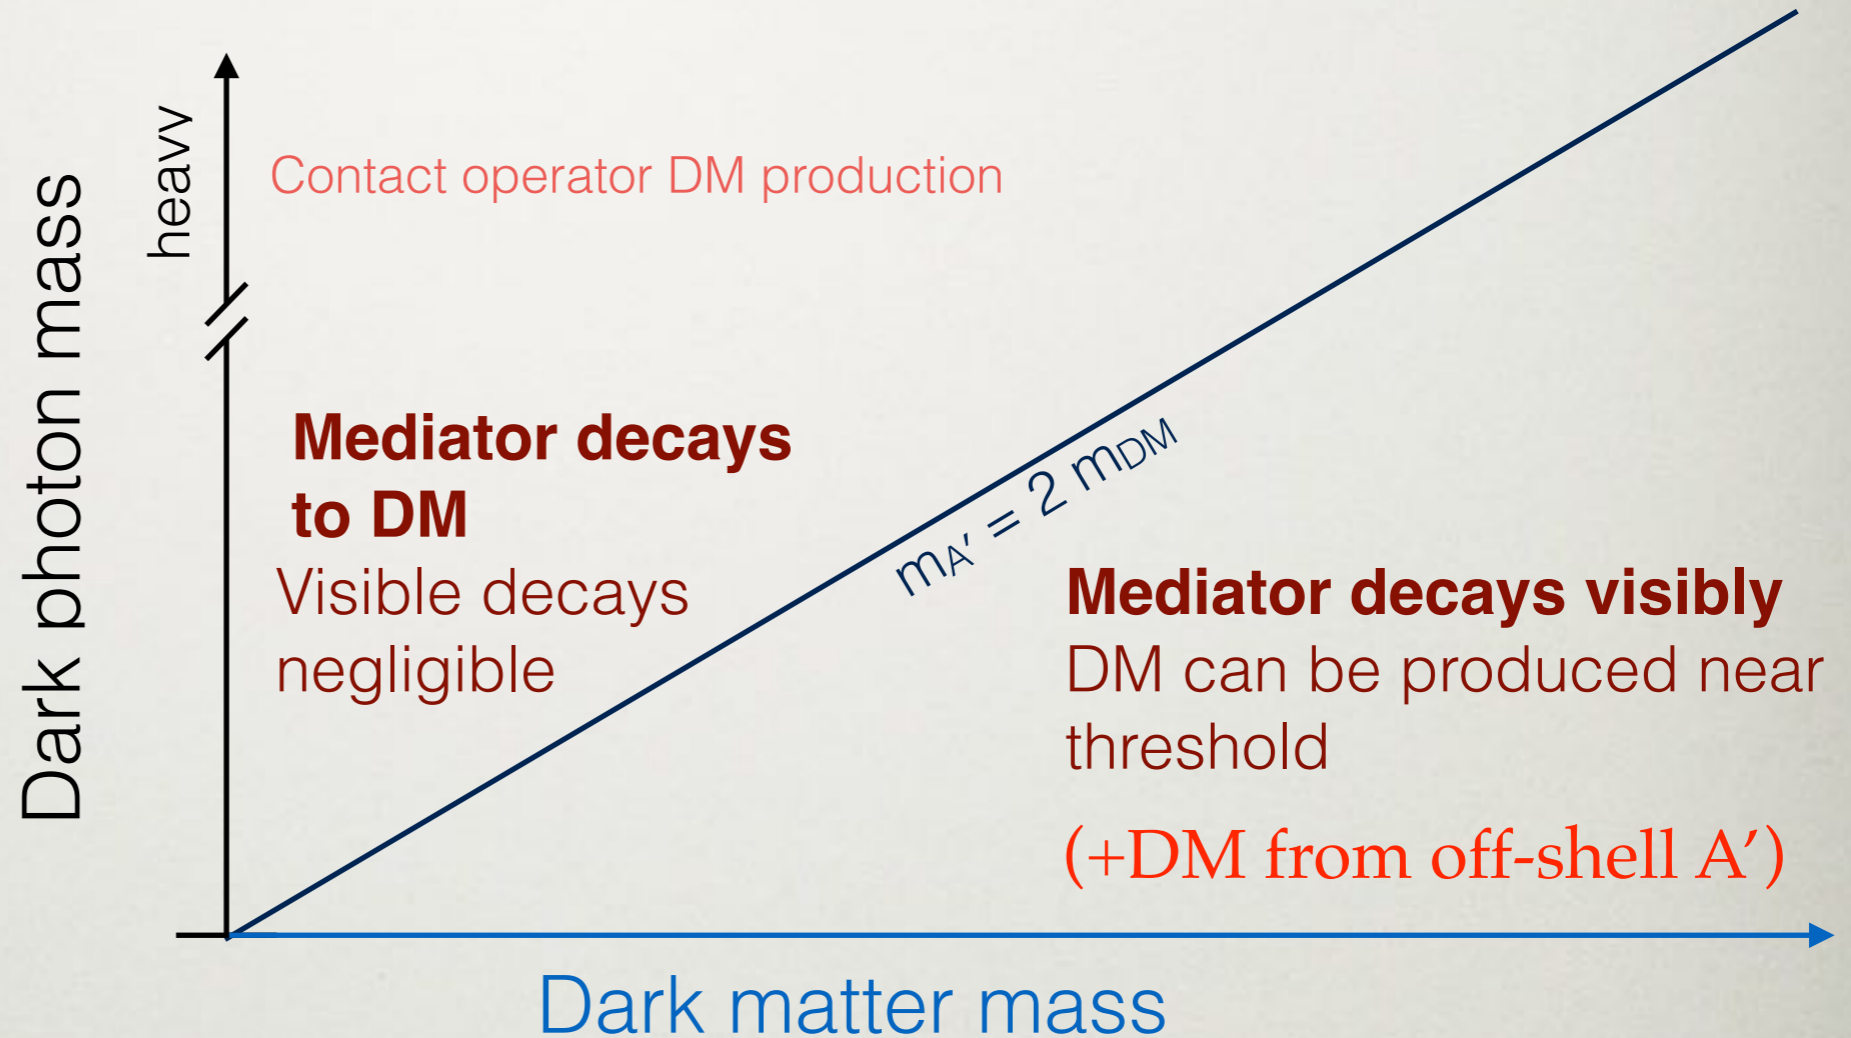 Dark photon mass
heavy
Contact operator DM production
Mediator decays
to DM
Visible decays
negligible
mA′ = 2 mDM
Mediator decays visibly
DM can be produced near
threshold
(+DM from off-shell A′)
Dark matter mass